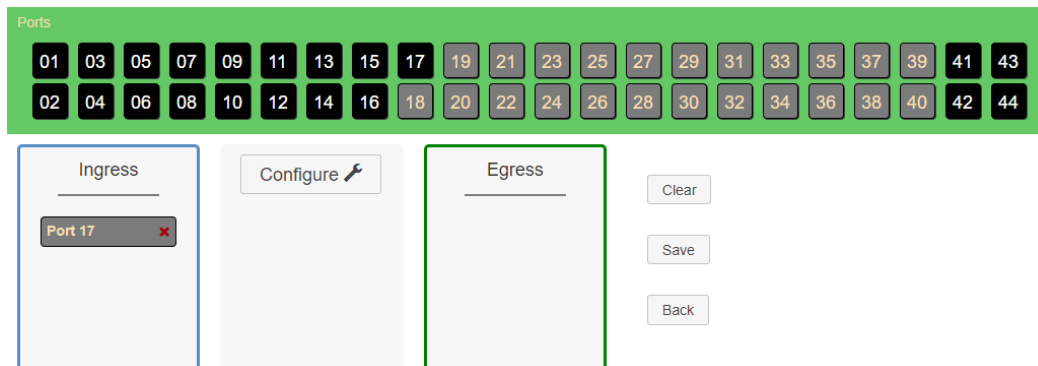 Ports
01 03 05 07 09 11 13 15 17 19 21 23 25 27 29 31 33 35 37 39 41 43
02 04 06 08 10 12 14 16 18 20 22 24 26 28 30 32 34 36 38 40 42 44
Ingress
Port 17
Configure
Egress
Clear
Save
Back